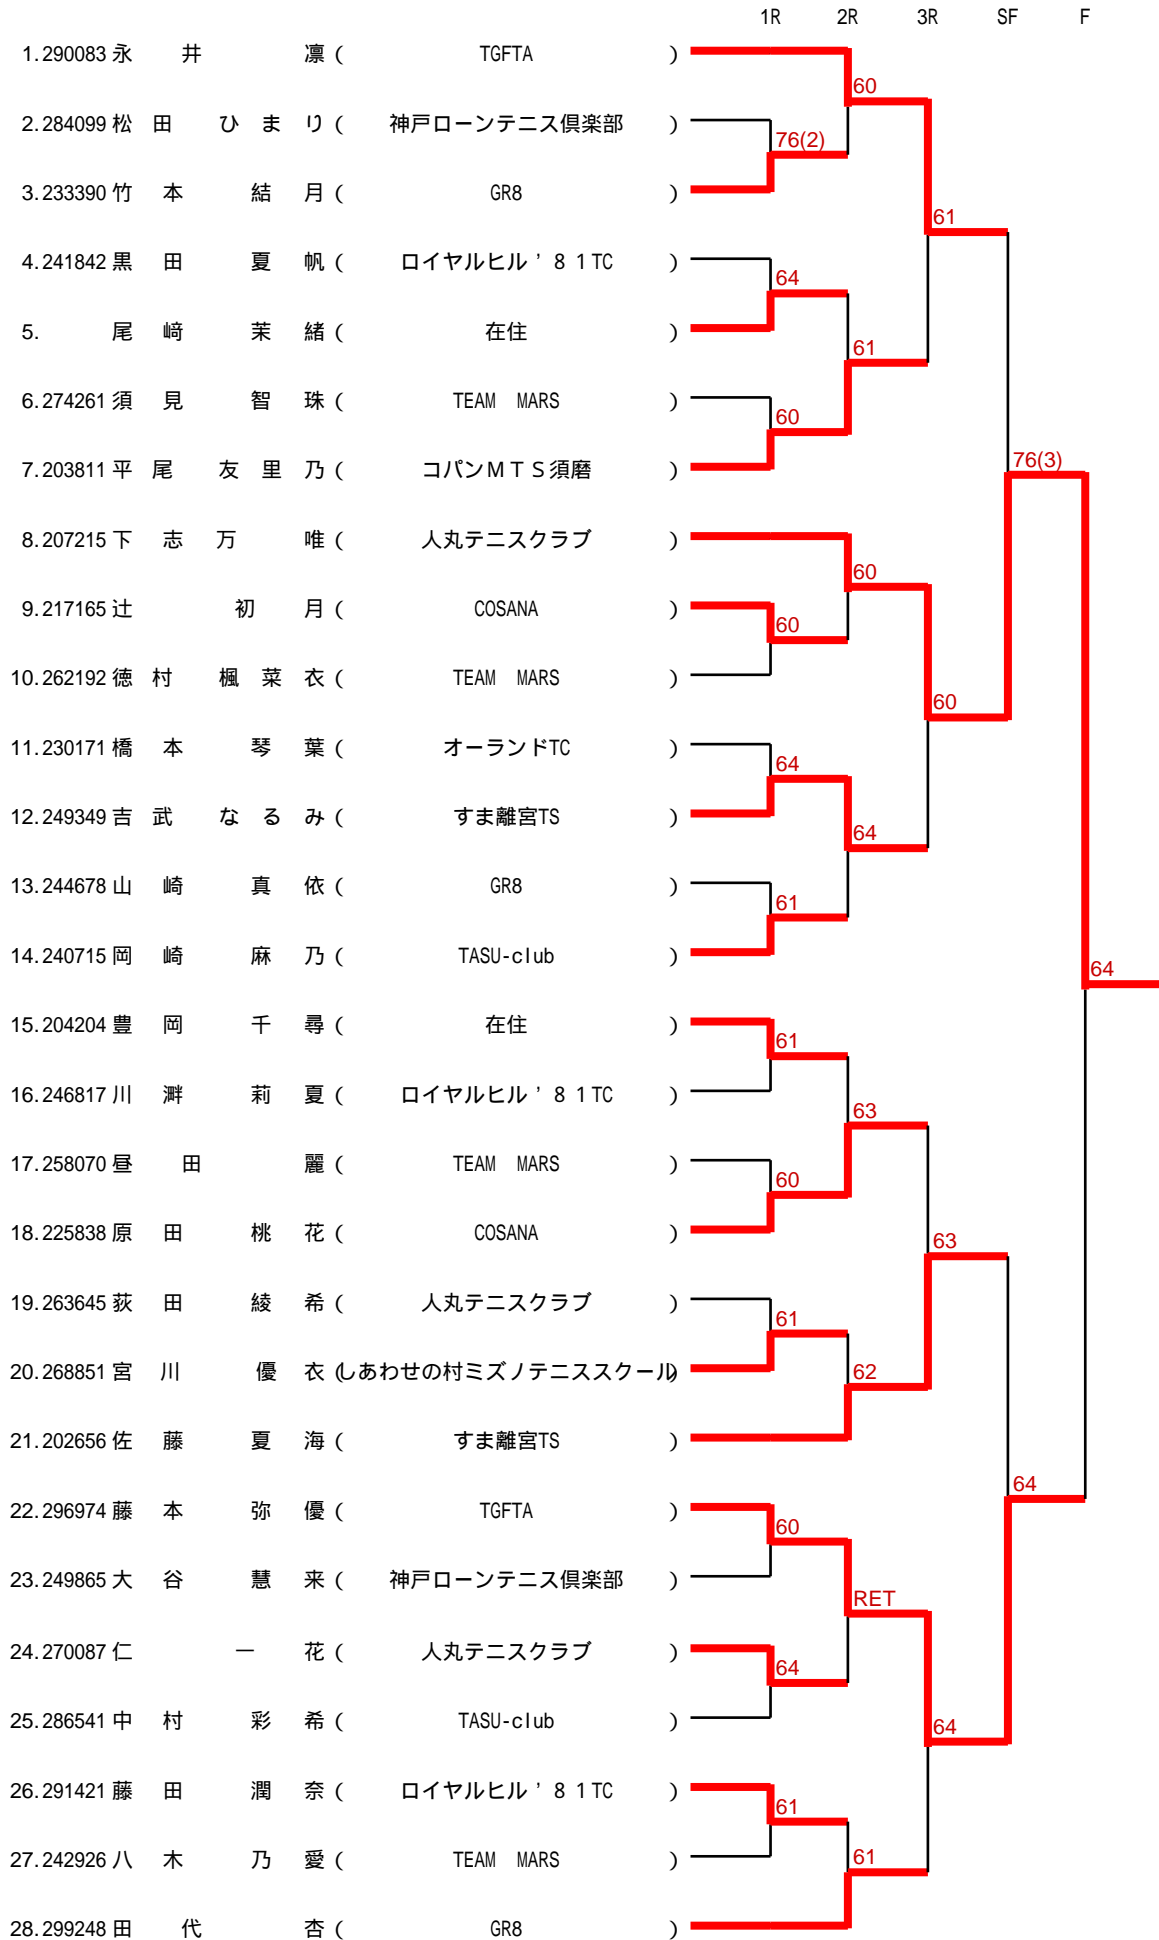 1R 2R 3R SF F
1.290083 永 井 凛 ( TGFTA )
60
2.284099 松 田 ひ ま り ( 神戸ローンテニス倶楽部 )
76(2)
3.233390 竹 本 結 月 ( GR8 )
61
4.241842 黒 田 夏 帆 ( ロイヤルヒル’81TC )
64
5. 尾 﨑 茉 緒 ( 在住 )
61
6.274261 須 見 智 珠 ( TEAM MARS )
60
7.203811 平 尾 友 里 乃 ( コパンMTS須磨 )
76(3)
8.207215 下 志 万 唯 ( 人丸テニスクラブ )
60
9.217165 辻 初 月 ( COSANA )
60
10.262192 徳 村 楓 菜 衣 ( TEAM MARS )
60
11.230171 橋 本 琴 葉 ( オーランドTC )
64
12.249349 吉 武 な る み ( すま離宮TS )
64
13.244678 山 崎 真 依 ( GR8 )
61
14.240715 岡 崎 麻 乃 ( TASU-club )
64
15.204204 豊 岡 千 尋 ( 在住 )
61
16.246817 川 澼 莉 夏 ( ロイヤルヒル’81TC )
63
17.258070 昼 田 麗 ( TEAM MARS )
60
18.225838 原 田 桃 花 ( COSANA )
63
19.263645 荻 田 綾 希 ( 人丸テニスクラブ )
61
20.268851 宮 川 優 衣 (しあわせの村ミズノテニススクール)
62
21.202656 佐 藤 夏 海 ( すま離宮TS )
64
22.296974 藤 本 弥 優 ( TGFTA )
60
23.249865 大 谷 慧 来 ( 神戸ローンテニス倶楽部 )
RET
24.270087 仁 一 花 ( 人丸テニスクラブ )
64
25.286541 中 村 彩 希 ( TASU-club )
64
26.291421 藤 田 潤 奈 ( ロイヤルヒル’81TC )
61
27.242926 八 木 乃 愛 ( TEAM MARS )
61
28.299248 田 代 杏 ( GR8 )